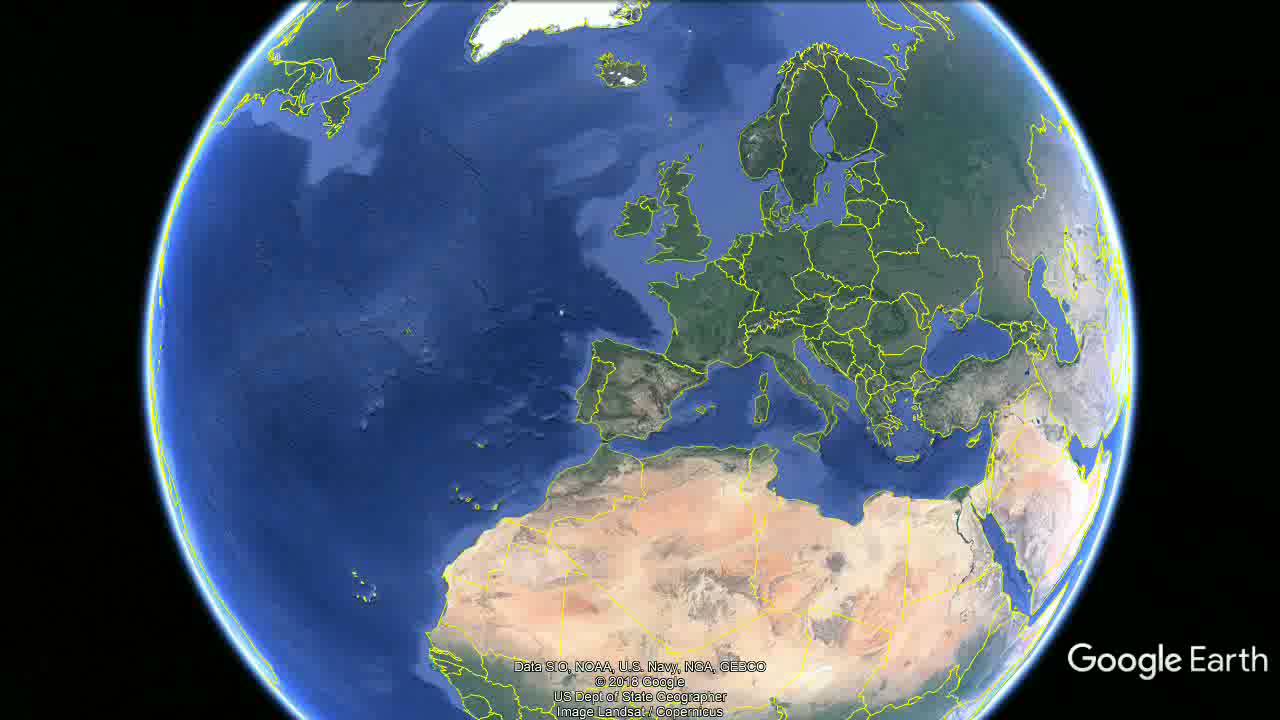 Google Earth
Data SIO, NOAA, U.S. Navy, NGA, GEBCO
© 2018 Google
US Dept of State Geographer
Image Landsat / Copernicus